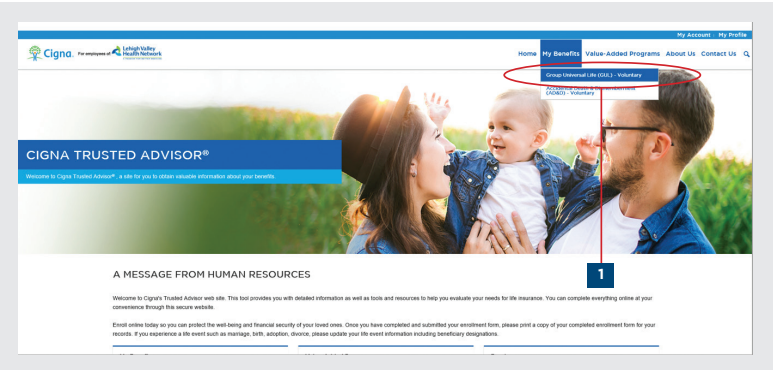 My Account | My Profile
Cigna. For employees of Lehigh Valley Health Network
Home My Benefits Value-Added Programs About Us Contact Us
Group Universal Life (GUL) - Voluntary
(AD&D) - Voluntary
CIGNA TRUSTED ADVISOR®
Welcome to Cigna Trusted Advisor® , a site for you to obtain valuable information about your benefits.
1
A MESSAGE FROM HUMAN RESOURCES
Welcome to Cigna's Trusted Advisor web site. This tool provides you with detailed information as well as tools and resources to help you evaluate your needs for life insurance. You can complete everything online at your
convenience through this secure website.
Enroll online today so you can protect the well-being and financial security of your loved ones. Once you have completed and submitted your enrollment form, please print a copy of your completed enrollment form for your
records. If you experience a life event such as marriage, birth, adoption, divorce, please update your life event information including beneficiary designations.